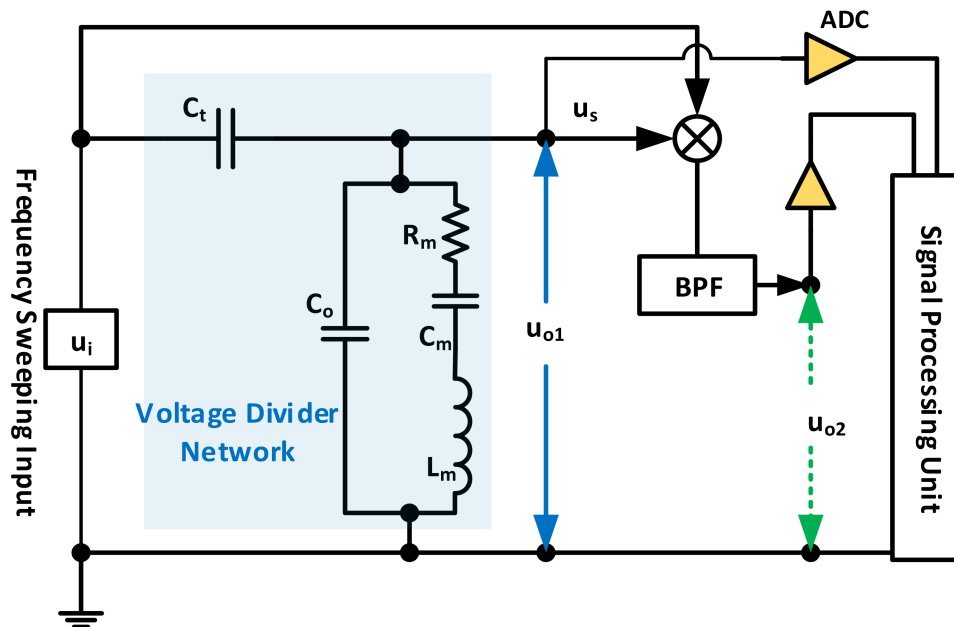 ADC
Ct
us
Frequency Sweeping Input
Rm
Signal Processing Unit
BPF
Co
Cm
uo1
ui
Voltage Divider
Network
uo2
Lm